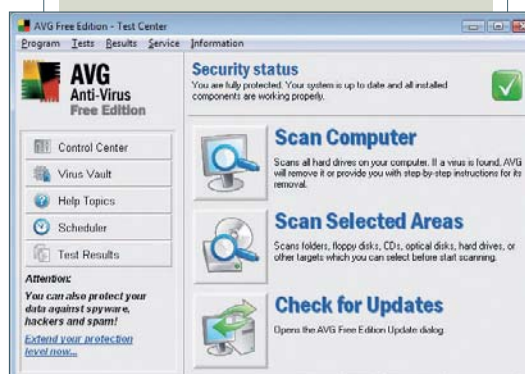 AVG Free Edition - Test Center
Program Tests Results Service Information
AVG
Anti-Virus
Free Edition
Control Center
Virus Vault
Help Topics
Scheduler
Test Results
Attention:
You can also protect your
data against spyware,
hackers and spam!
Extend your protection
level now...
Security status
You are fully protected. Your system is up to date and all installed
components are working properly.
Scan Computer
Scans all hard drives on your computer. If a virus is found, AVG
will remove it or provide you with step-by-step instructions for its
removal.
Scan Selected Areas
Scans folders, floppy disks, CDs, optical disks, hard drives, or
other targets which you can select before start scanning.
Check for Updates
Opens the AVG Free Edition Update dialog.